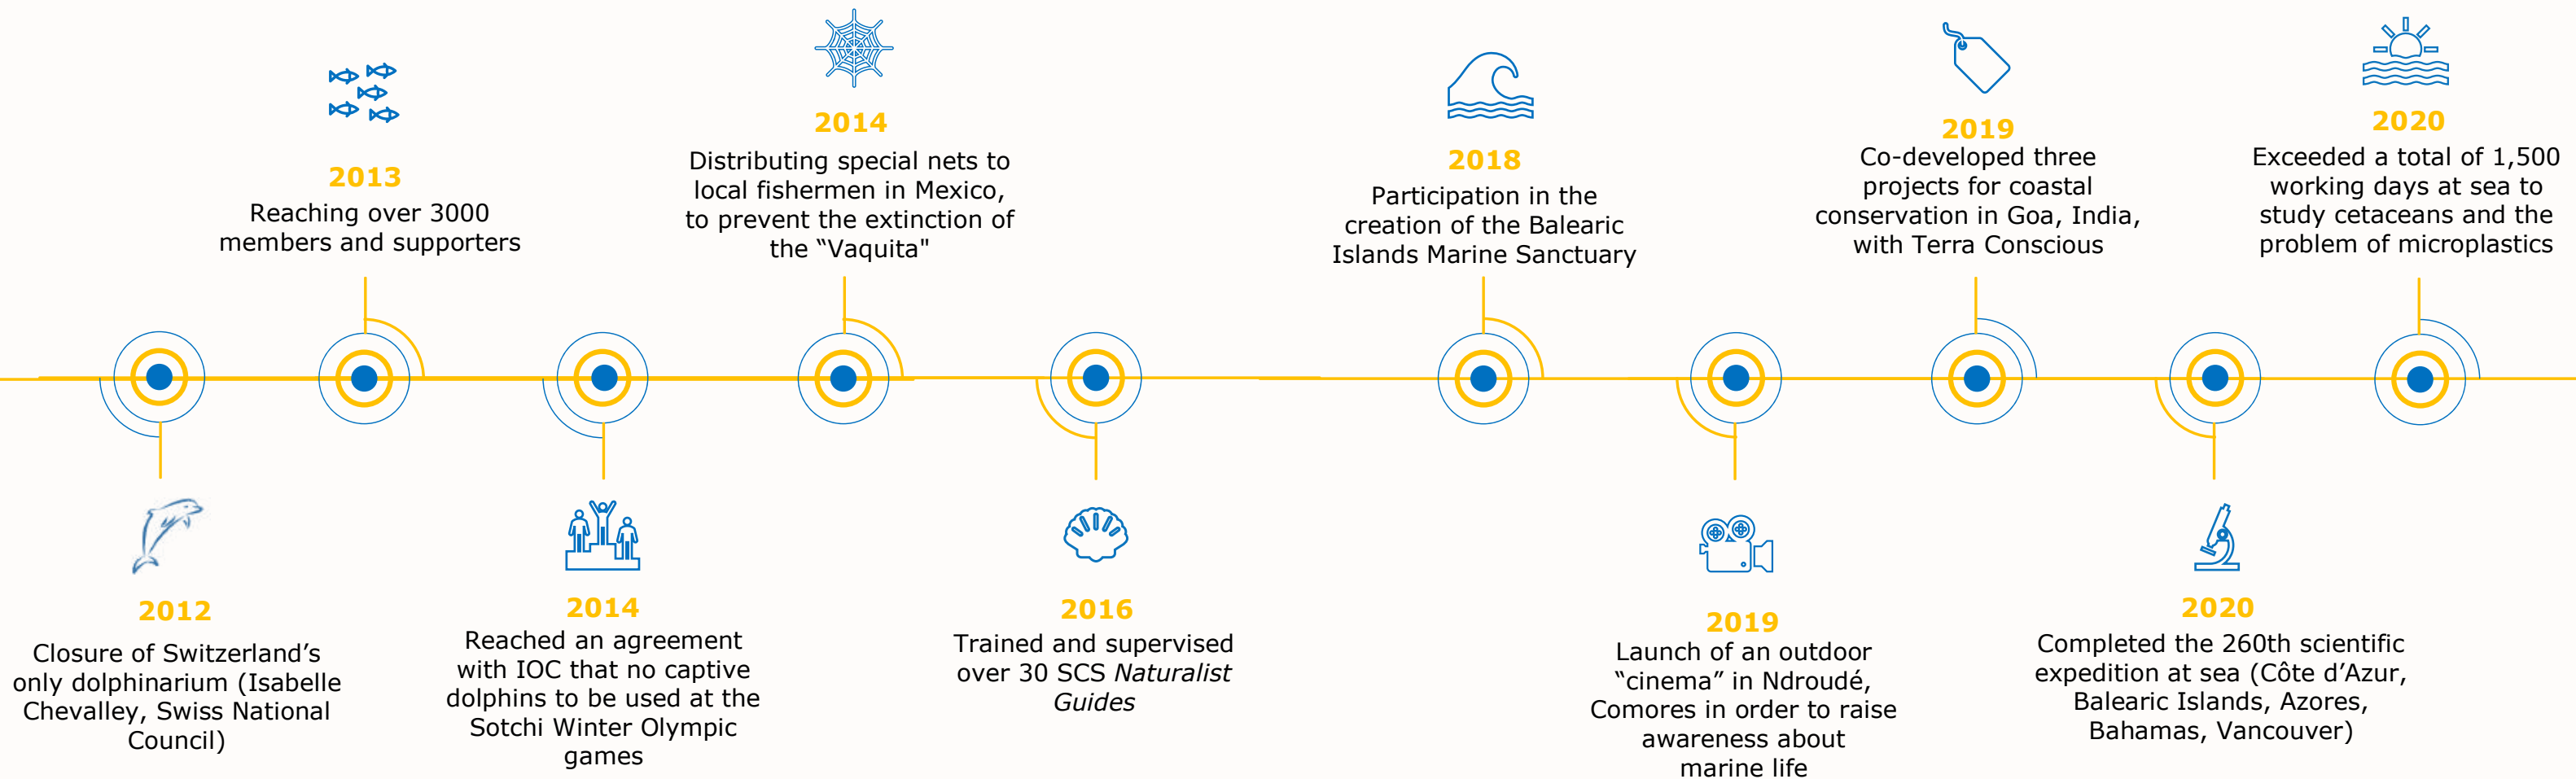 2012
Closure of Switzerland’s
only dolphinarium (Isabelle
Chevalley, Swiss National
Council)
2013
Reaching over 3000
members and supporters
2014
Reached an agreement
with IOC that no captive
dolphins to be used at the
Sotchi Winter Olympic
games
2014
Distributing special nets to
local fishermen in Mexico,
to prevent the extinction of
the “Vaquita"
2016
Trained and supervised
over 30 SCS Naturalist
Guides
2018
Participation in the
creation of the Balearic
Islands Marine Sanctuary
2019
Launch of an outdoor
“cinema” in Ndroudé,
Comores in order to raise
awareness about
marine life
2019
Co-developed three
projects for coastal
conservation in Goa, India,
with Terra Conscious
2020
Completed the 260th scientific
expedition at sea (Côte d’Azur,
Balearic Islands, Azores,
Bahamas, Vancouver)
2020
Exceeded a total of 1,500
working days at sea to
study cetaceans and the
problem of microplastics